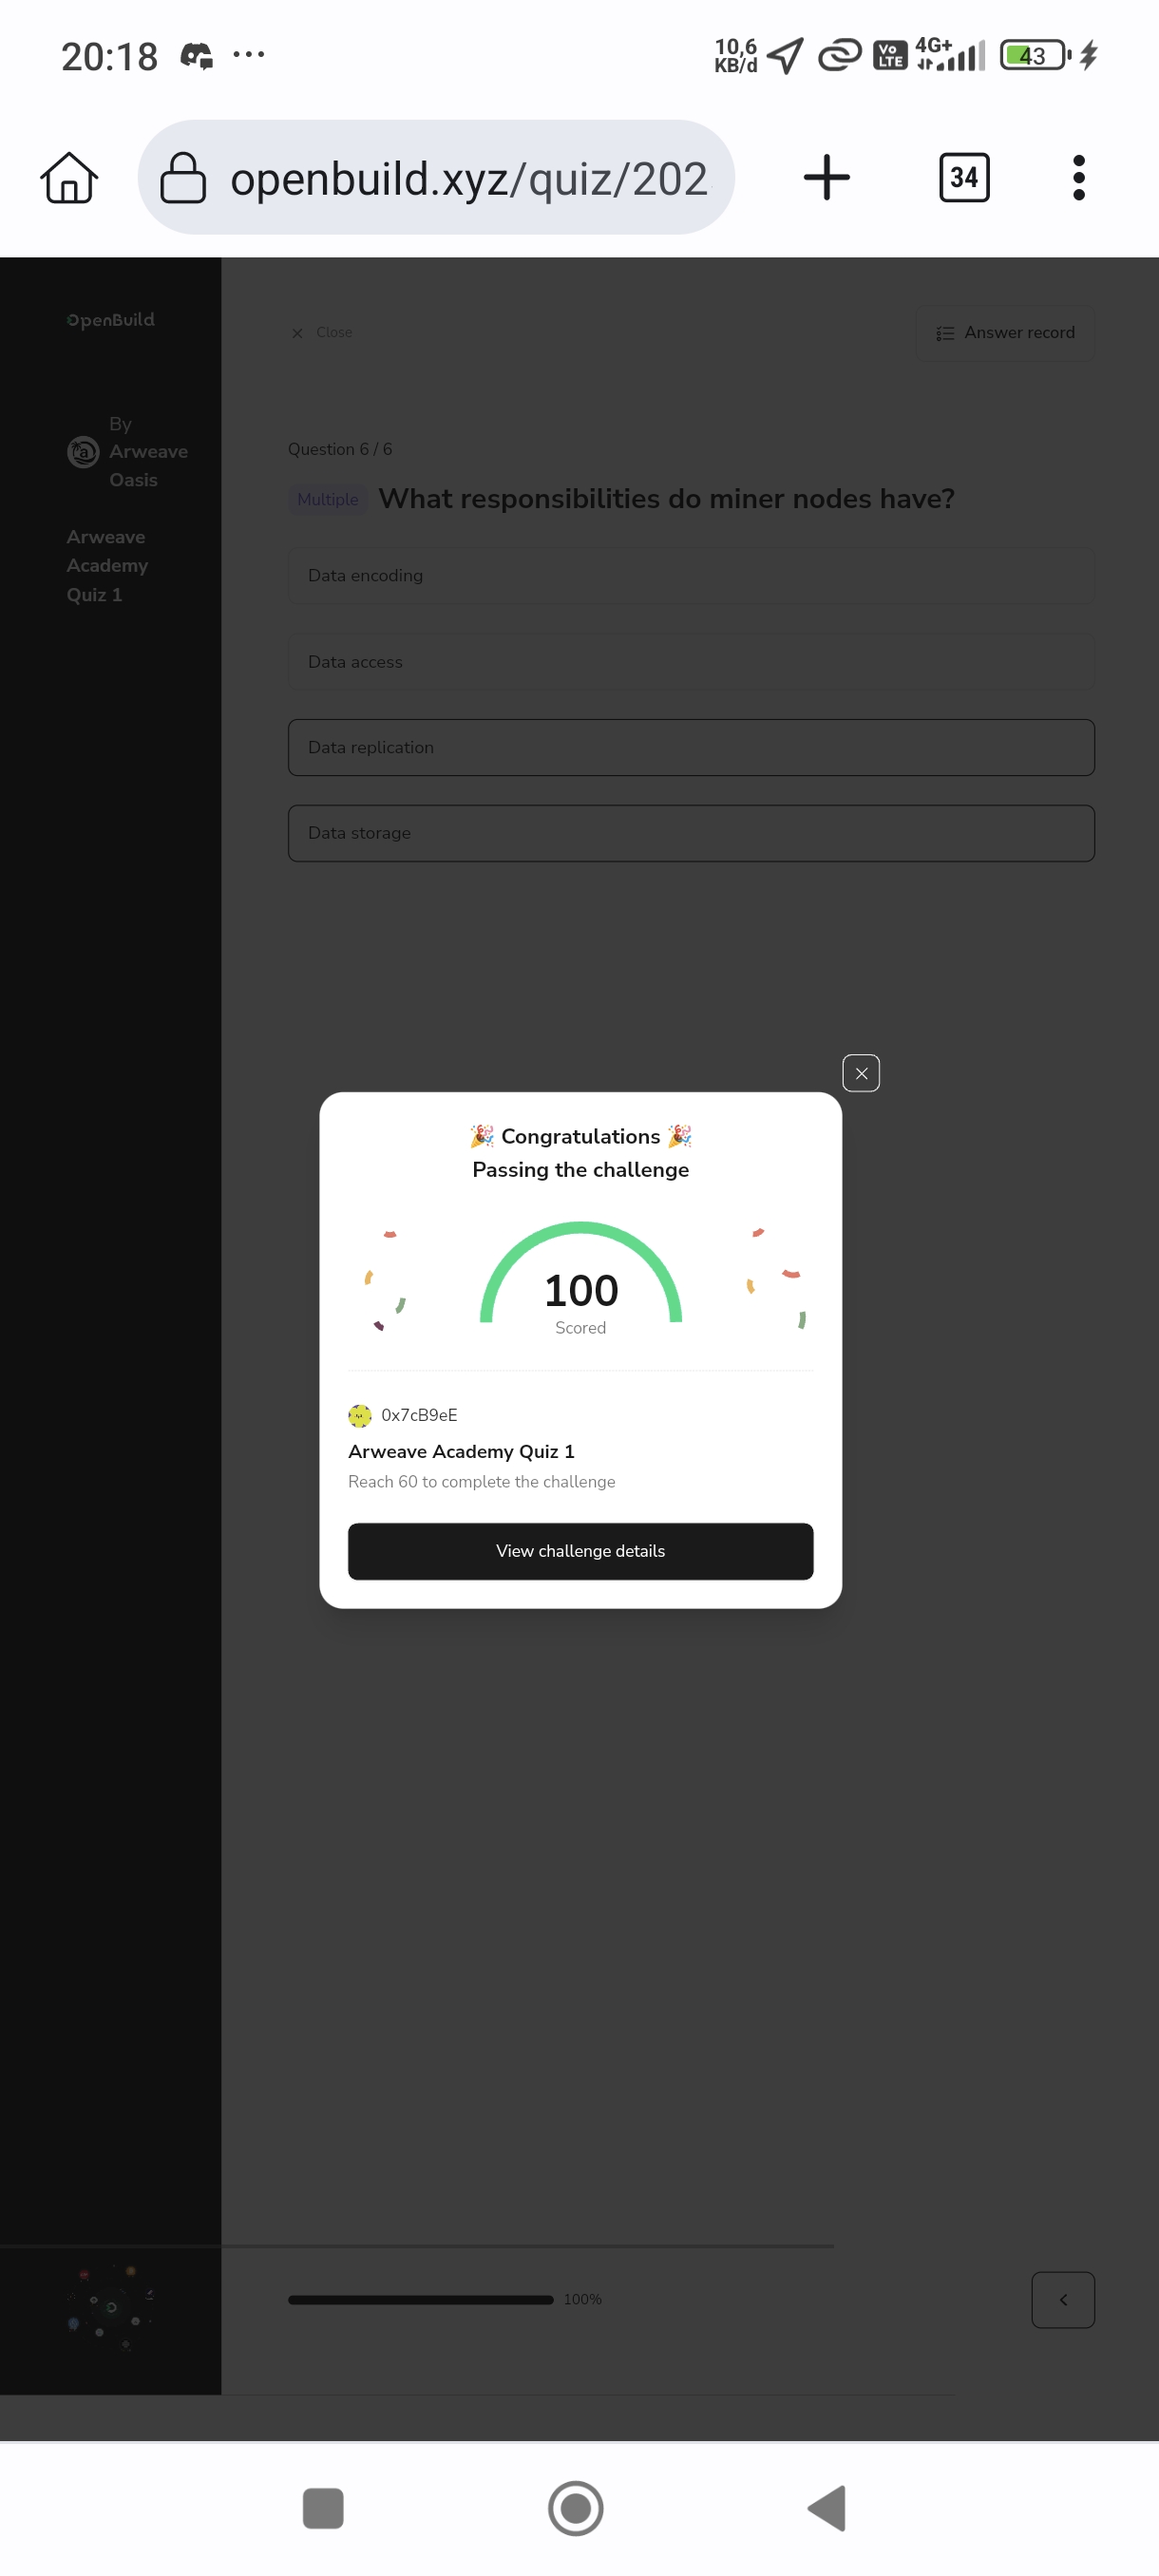 20:18
10,6
KB/d
Vo
LTE
4G+
43
openbuild.xyz/quiz/202
34
OpenBuild
Close
Answer record
By
Arweave
Oasis
Arweave
Academy
Quiz 1
Question 6 / 6
Multiple What responsibilities do miner nodes have?
Data encoding
Data access
Data replication
Data storage
🎉 Congratulations 🎉
Passing the challenge
100
Scored
0x7cB9eE
Arweave Academy Quiz 1
Reach 60 to complete the challenge
View challenge details
100%